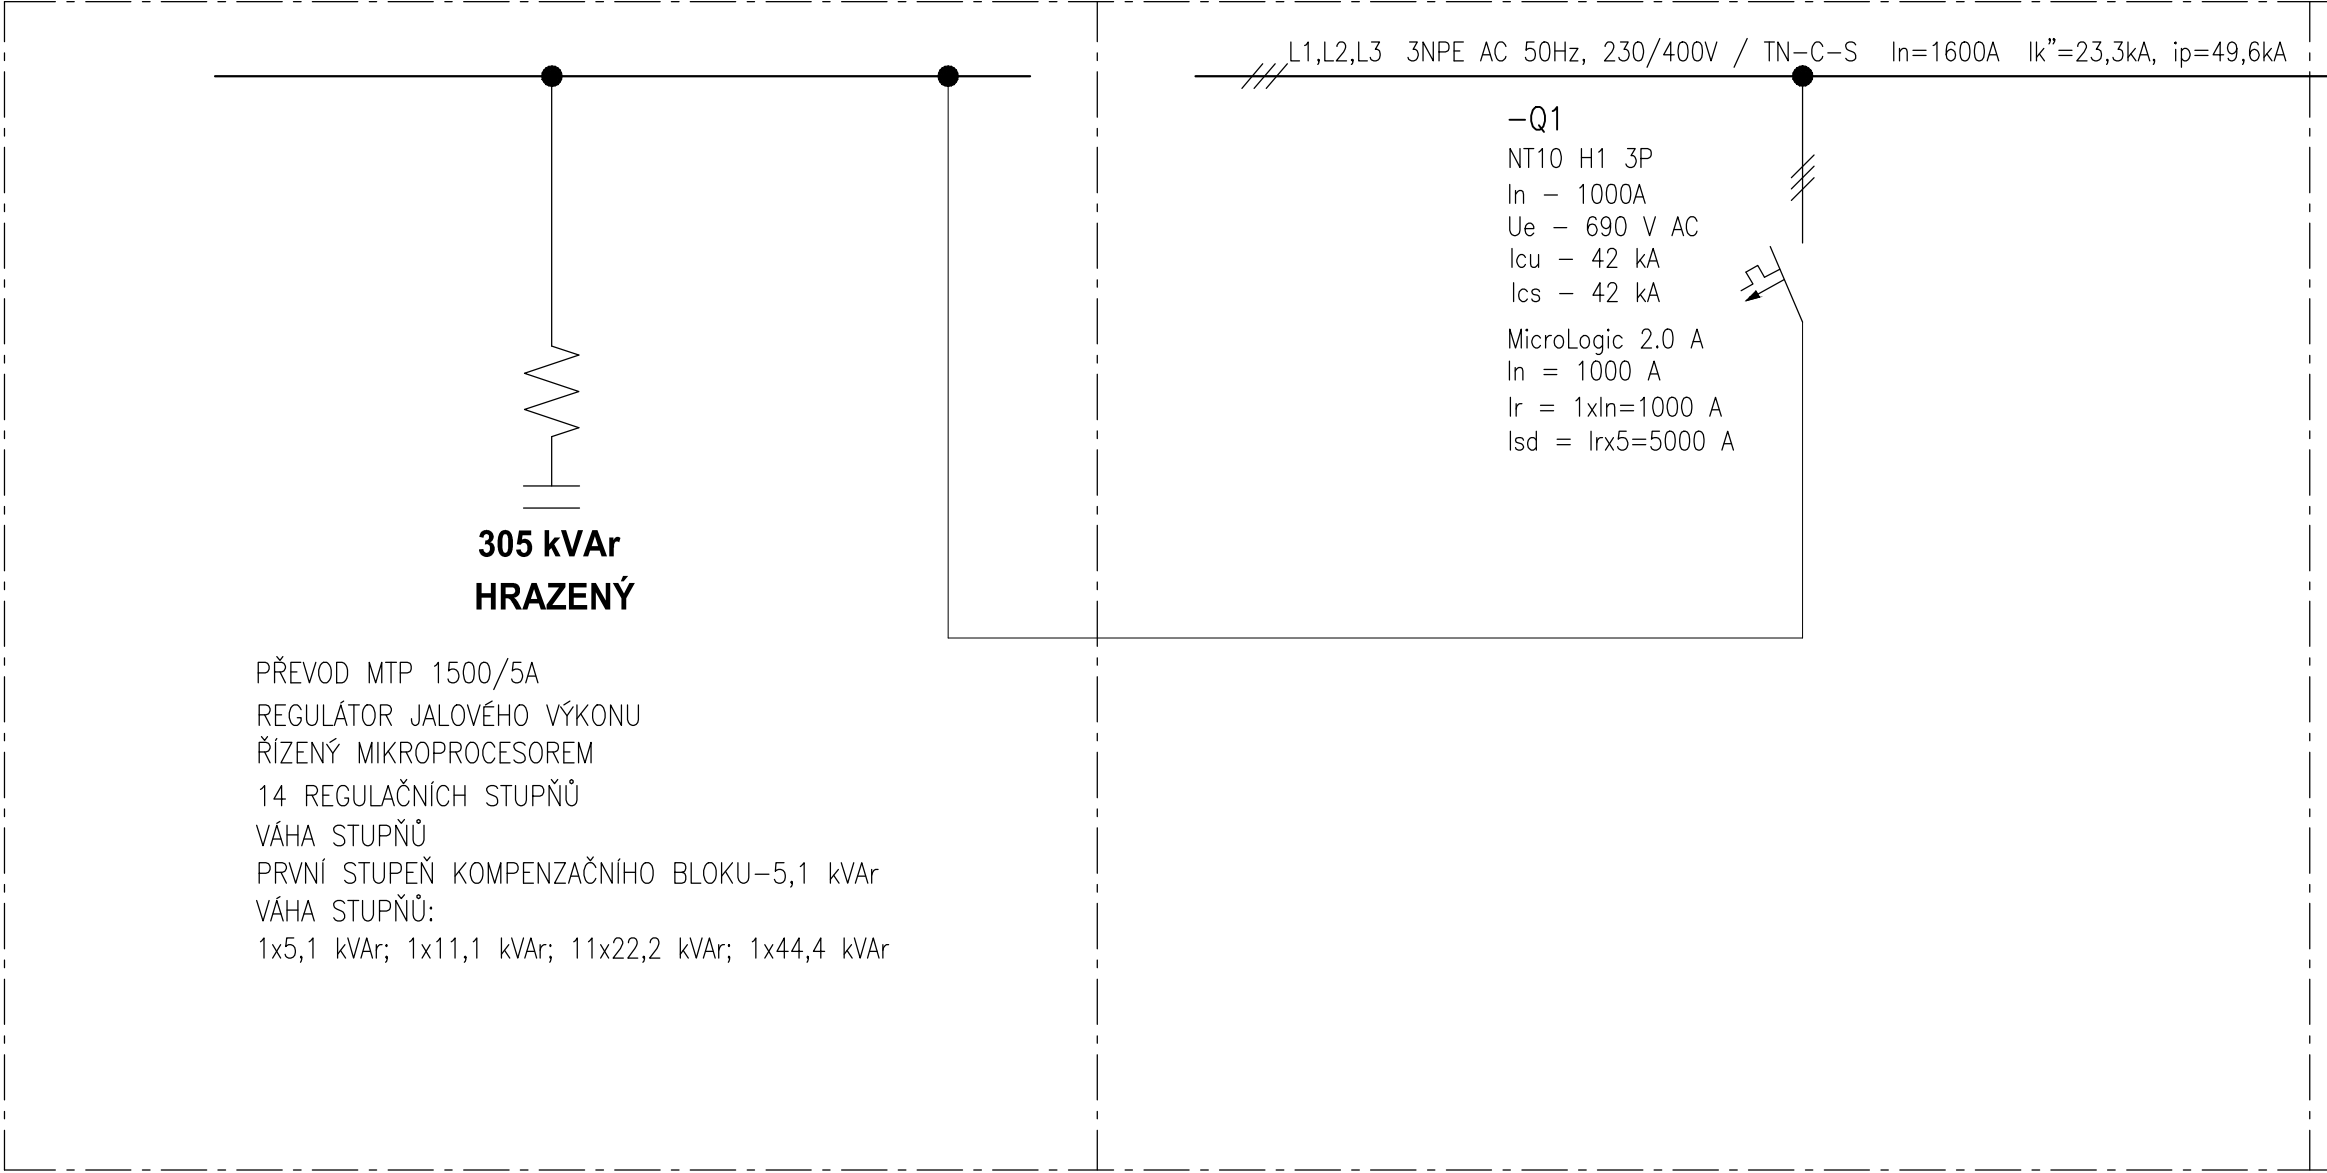 L1,L2,L3 3NPE AC 50Hz, 230/400V / TN-C-S In=1600A Ik"=23,3kA, ip=49,6kA
-Q1
NT10 H1 3P
In - 1000A
Ue - 690 V AC
Icu - 42 kA
Ics - 42 kA
MicroLogic 2.0 A
In = 1000 A
Ir = 1xIn=1000 A
Isd = Irx5=5000 A
305 kVAr
HRAZENÝ
PŘEVOD MTP 1500/5A
REGULÁTOR JALOVÉHO VÝKONU
ŘÍZENÝ MIKROPROCESOREM
14 REGULAČNÍCH STUPŇŮ
VÁHA STUPŇŮ
PRVNÍ STUPEŇ KOMPENZAČNÍHO BLOKU-5,1 kVAr
VÁHA STUPŇŮ:
1x5,1 kVAr; 1x11,1 kVAr; 11x22,2 kVAr; 1x44,4 kVAr